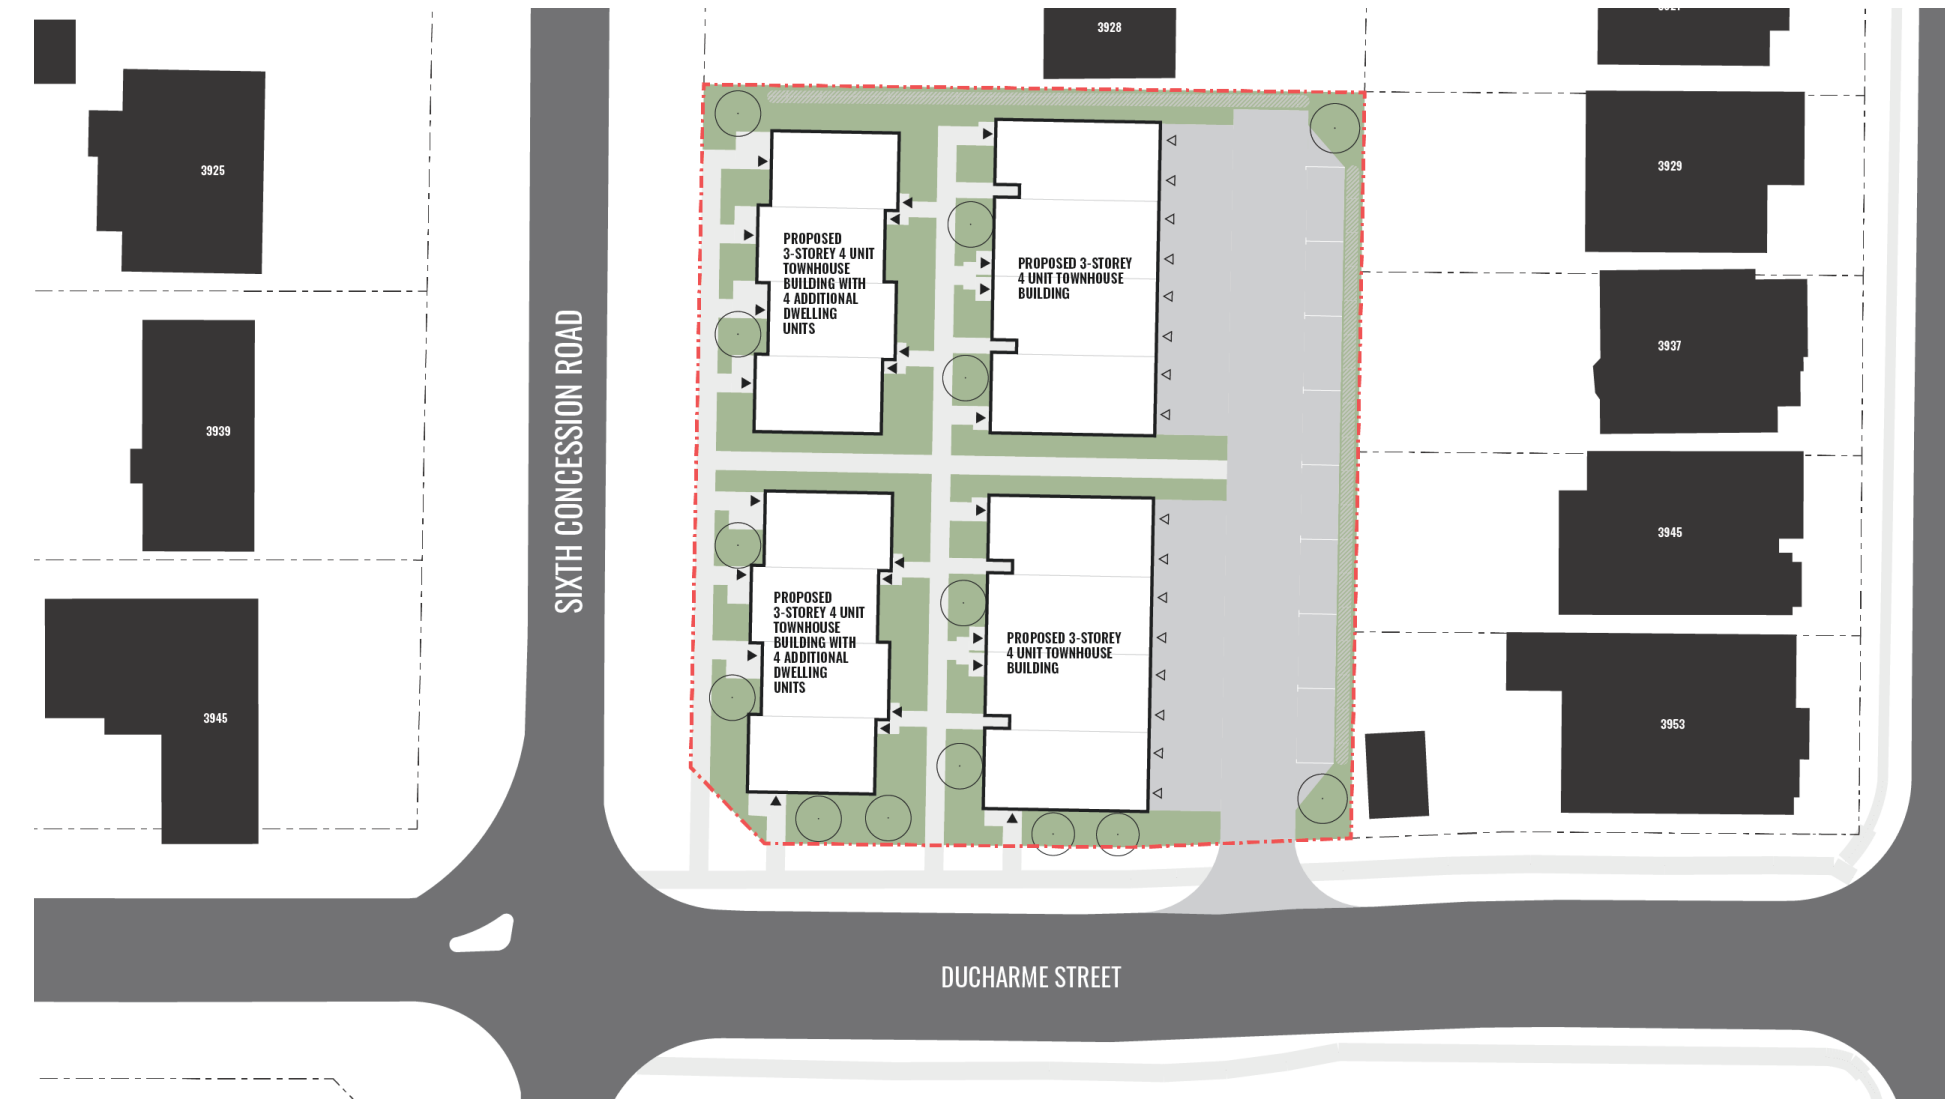 3928
3925
3929
PROPOSED
3-STOREY 4 UNIT
TOWNHOUSE
BUILDING WITH
4 ADDITIONAL
DWELLING
UNITS
PROPOSED 3-STOREY
4 UNIT TOWNHOUSE
BUILDING
3937
3939
SIXTH CONCESSION ROAD
3945
PROPOSED
3-STOREY 4 UNIT
TOWNHOUSE
BUILDING WITH
4 ADDITIONAL
DWELLING
UNITS
PROPOSED 3-STOREY
4 UNIT TOWNHOUSE
BUILDING
3945
3953
DUCHARME STREET